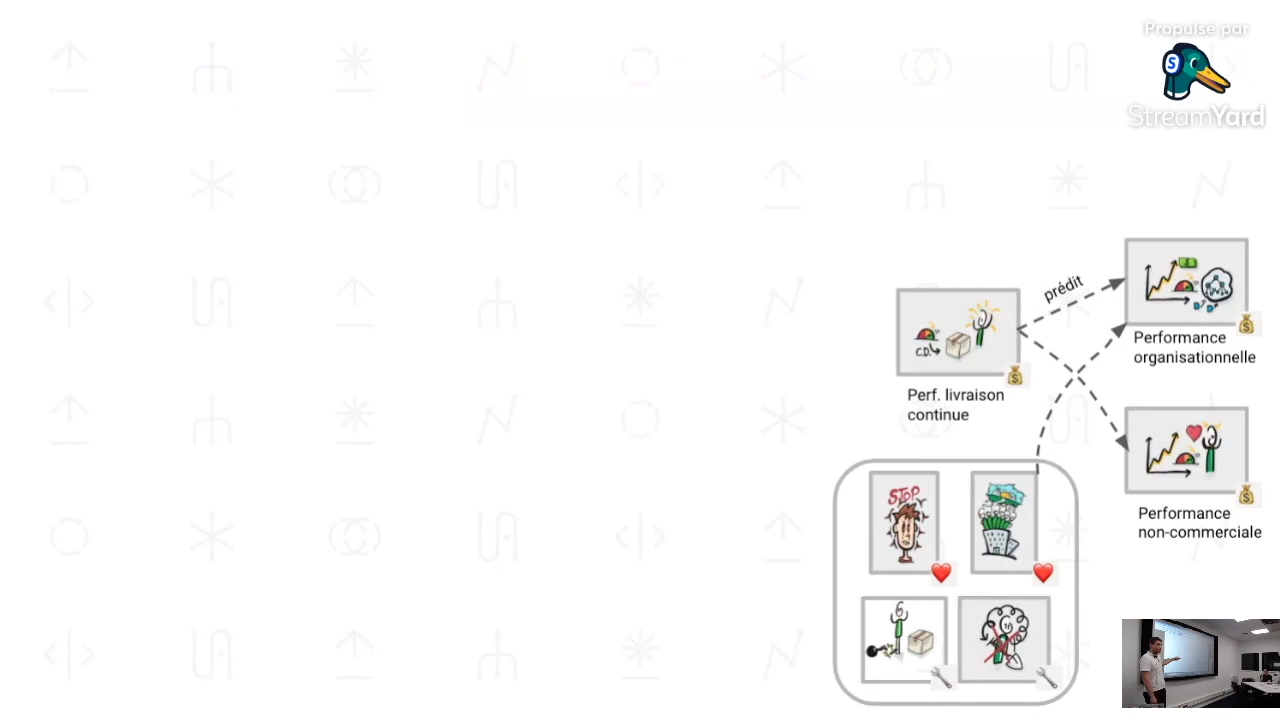 Propulsé par
StreamYard
prédit
Performance
organisationnelle
C.D.
Perf. livraison
continue
STOP
Performance
non-commerciale